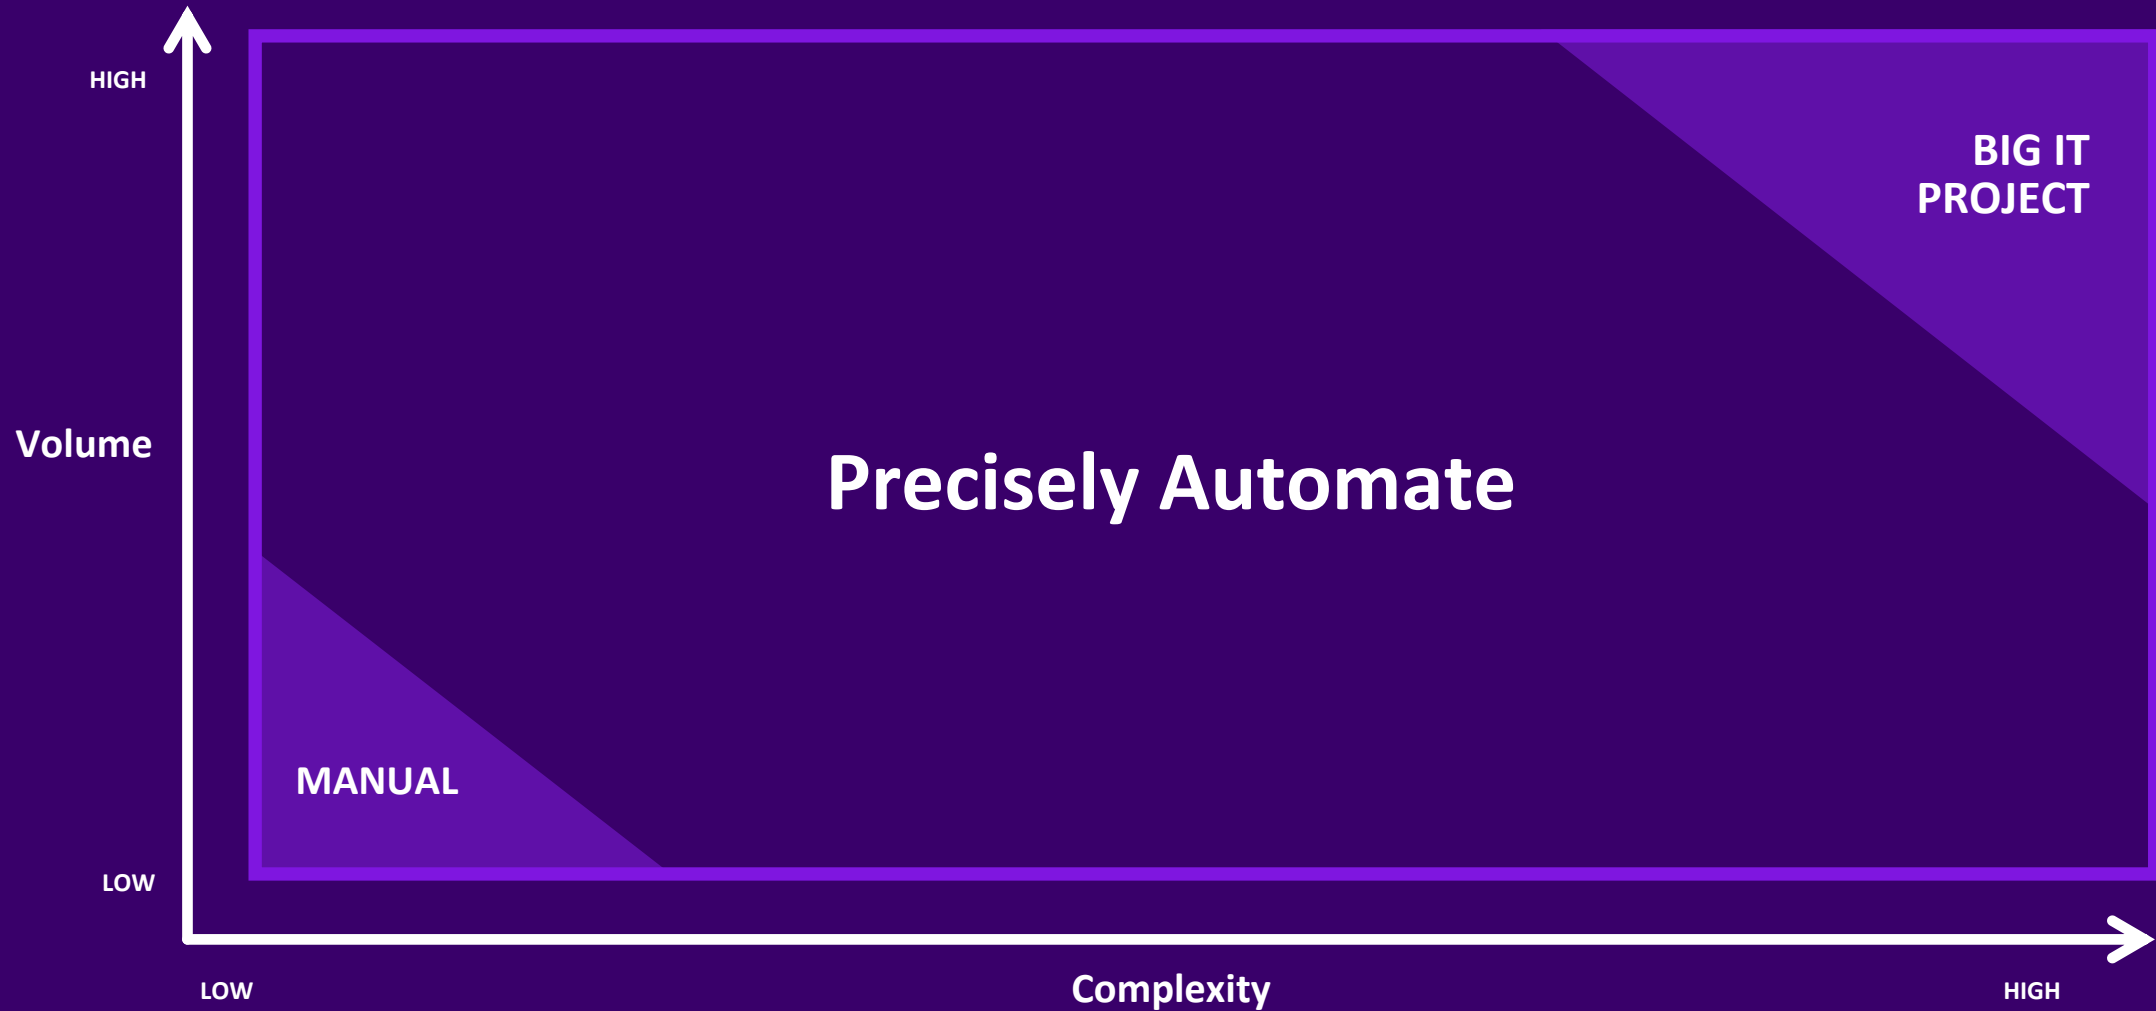 HIGH
BIG IT
PROJECT
Volume
Precisely Automate
MANUAL
LOW
LOW
Complexity
HIGH